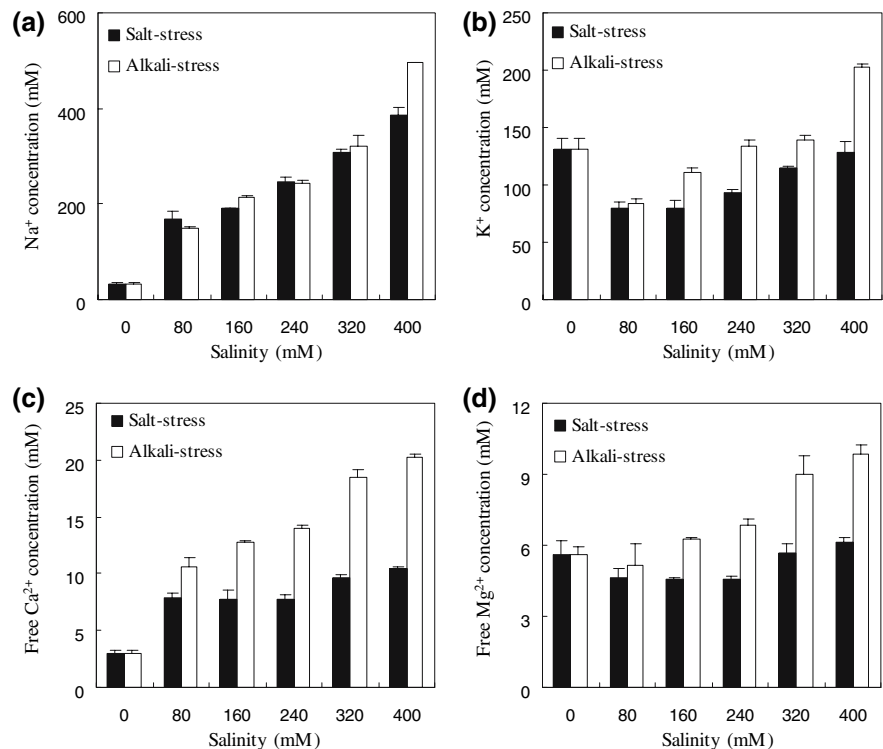 (a)
600
400
200
0
Na⁺ concentration (mM)
Salt-stress
Alkali-stress
0 80 160 240 320 400
Salinity (mM)
(b)
250
200
150
100
50
0
K⁺ concentration (mM)
Salt-stress
Alkali-stress
0 80 160 240 320 400
Salinity (mM)
(c)
25
20
15
10
5
0
Free Ca²⁺ concentration (mM)
Salt-stress
Alkali-stress
0 80 160 240 320 400
Salinity (mM)
(d)
12
9
6
3
0
Free Mg²⁺ concentration (mM)
Salt-stress
Alkali-stress
0 80 160 240 320 400
Salinity (mM)